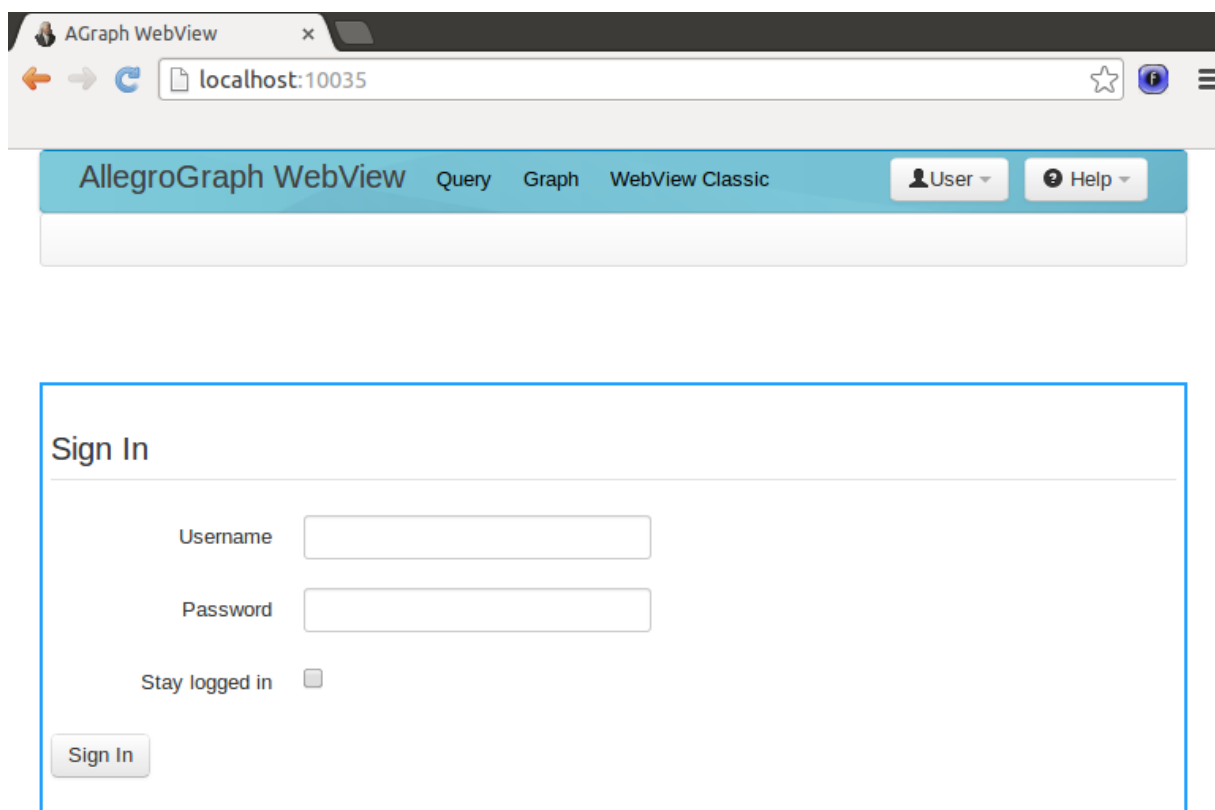 AGraph WebView
localhost:10035
AllegroGraph WebView Query Graph WebView Classic User Help
Sign In
Username
Password
Stay logged in
Sign In